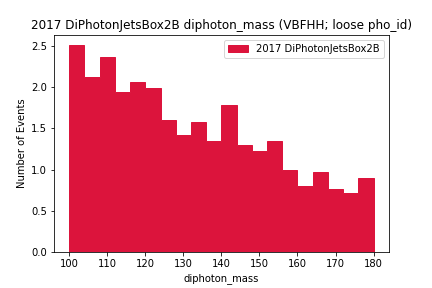 2017 DiPhotonJetsBox2B diphoton_mass (VBFHH; loose pho_id)
2017 DiPhotonJetsBox2B
Number of Events
2.5
2.0
1.5
1.0
0.5
0.0
100 110 120 130 140 150 160 170 180
diphoton_mass